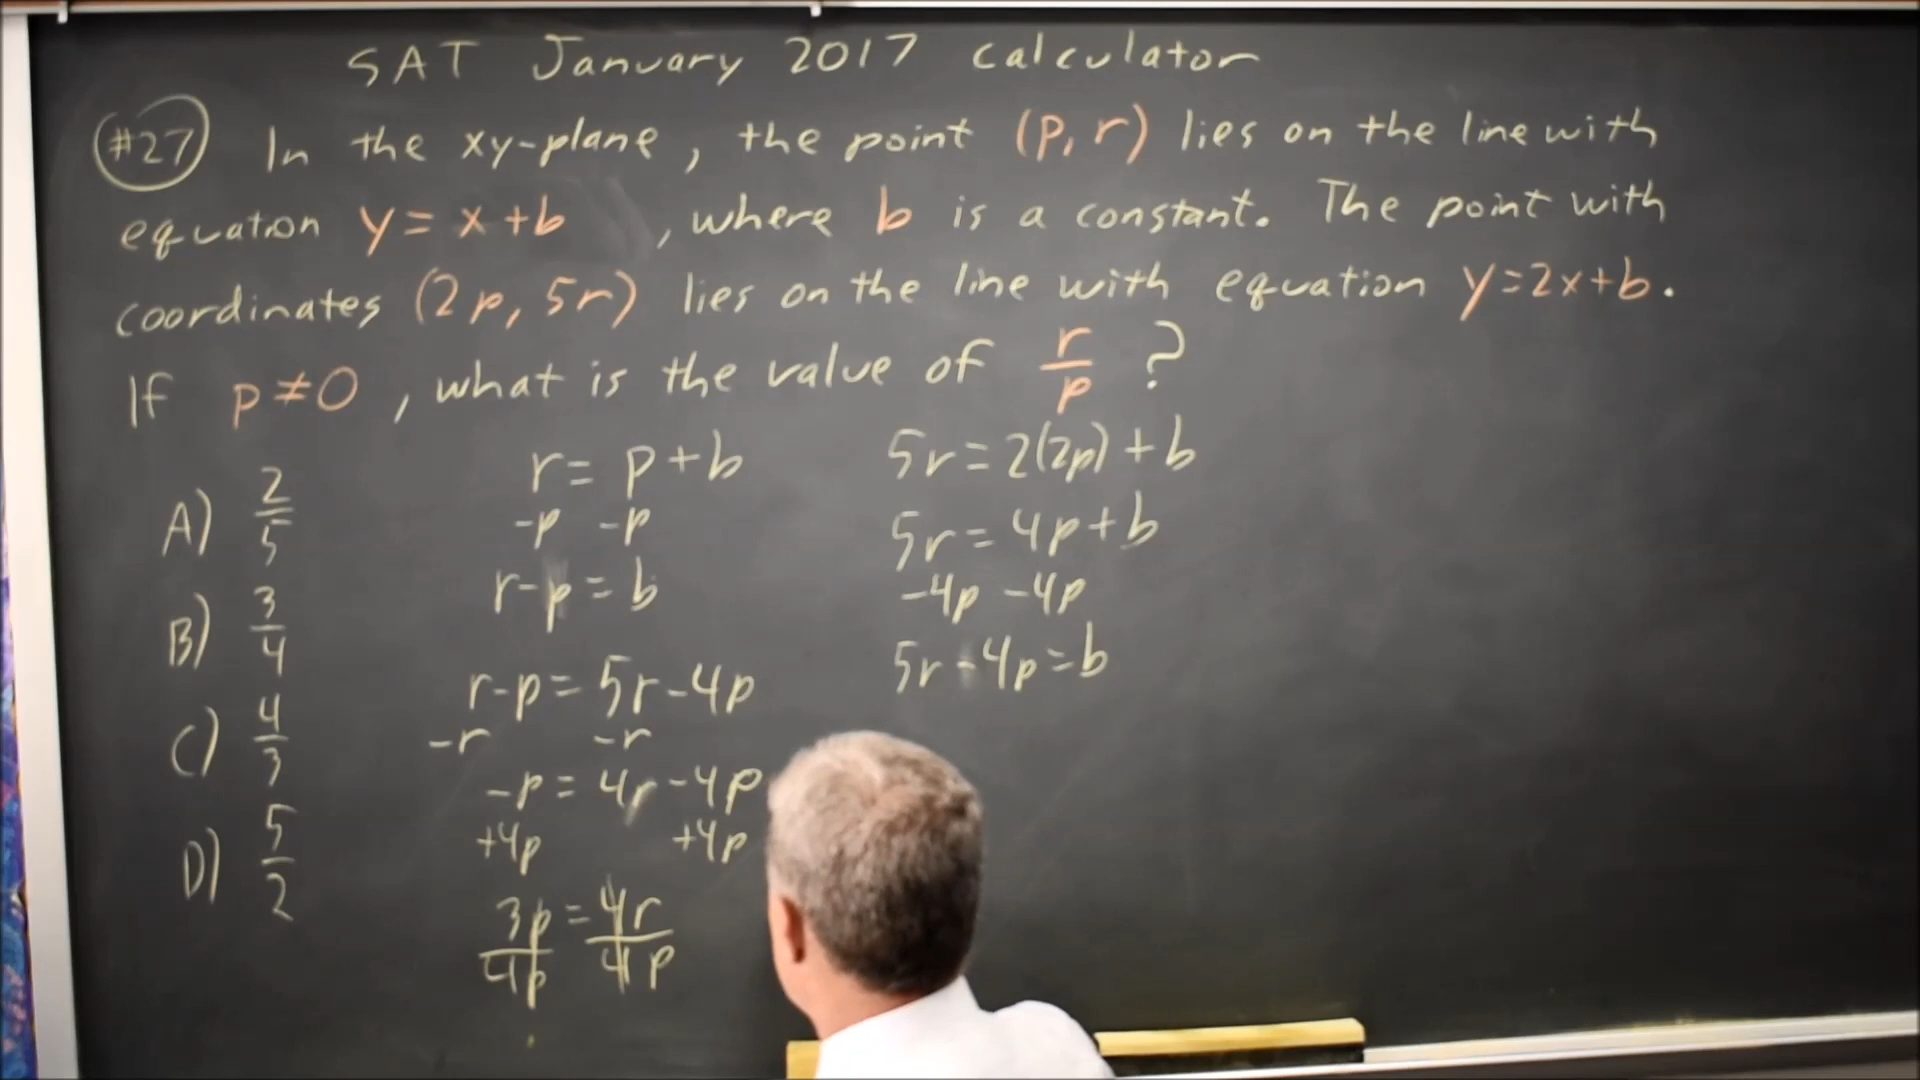 SAT January 2017 calculator
#27 In the xy-plane, the point (p, r) lies on the line with
equation y = x + b, where b is a constant. The point with
coordinates (2p, 5r) lies on the line with equation y = 2x + b.
If p ≠ 0, what is the value of r/p ?
A) 2/5
B) 3/4
C) 4/3
D) 5/2
r = p + b
-p -p
r - p = b
r - p = 5r - 4p
-r -r
-p = 4r - 4p
+4p +4p
3p/4p = 4r/4p
5r = 2(2p) + b
5r = 4p + b
-4p -4p
5r - 4p = b